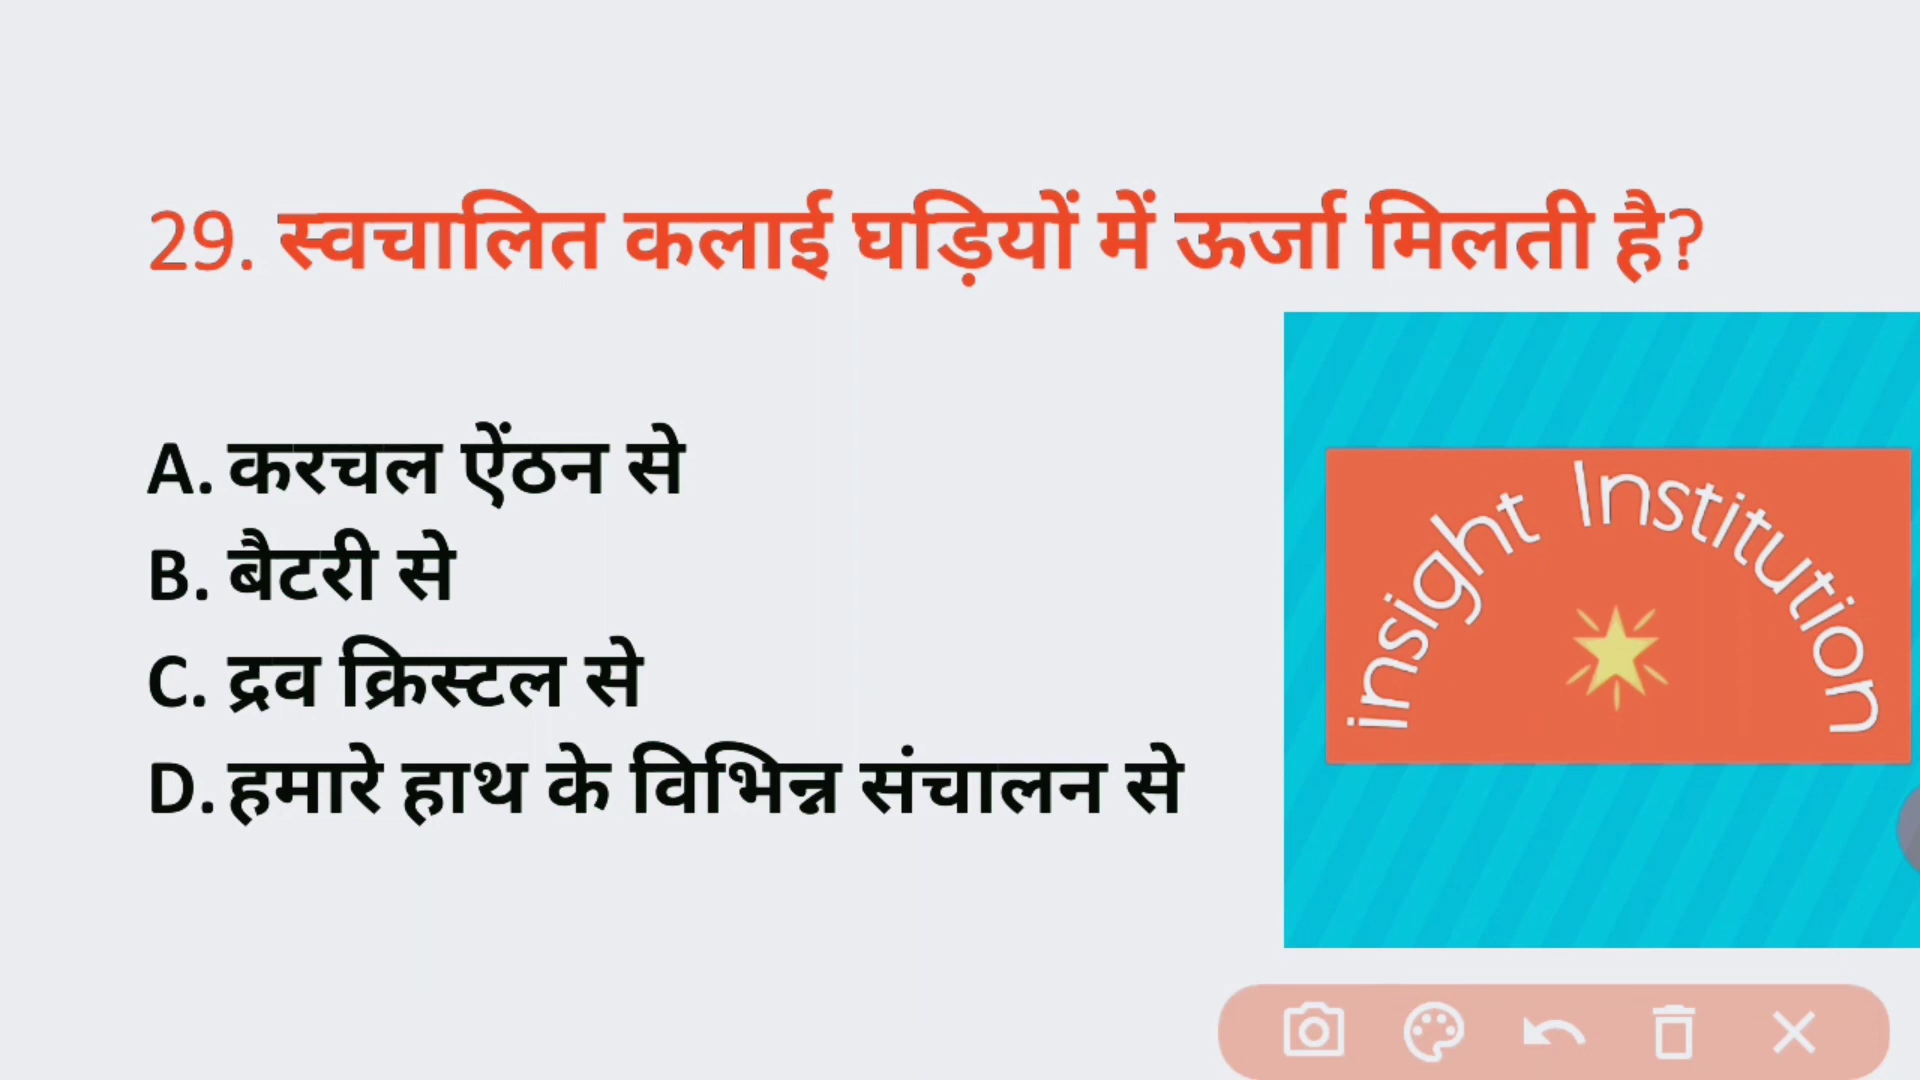 29. स्वचालित कलाई घड़ियों में ऊर्जा मिलती है?
A. करचल ऐंठन से
B. बैटरी से
C. द्रव क्रिस्टल से
D. हमारे हाथ के विभिन्न संचालन से
insight Institution